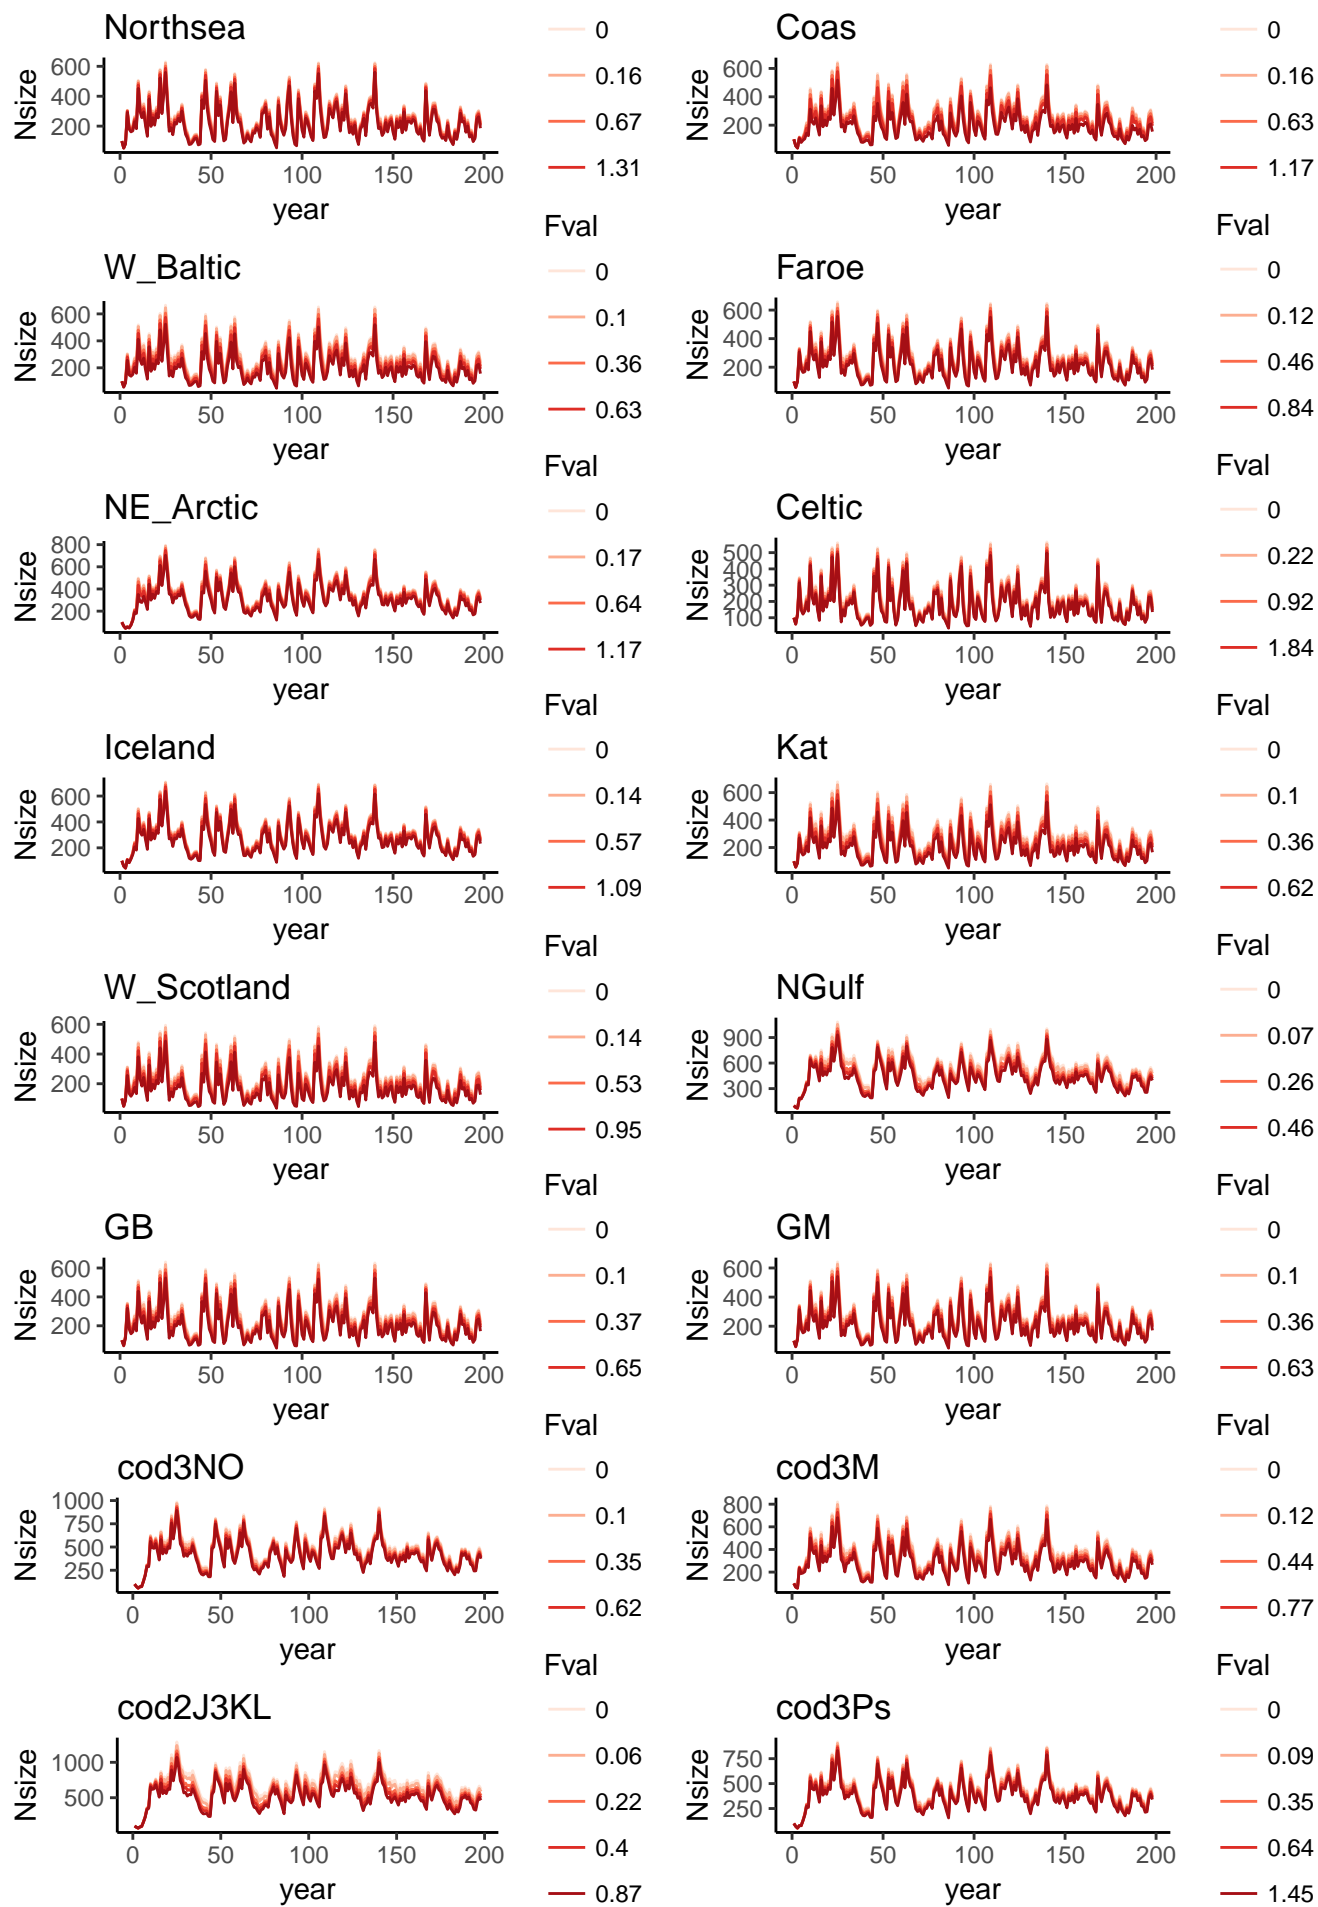 Northsea
Nsize
600
400
200
0 50 100 150 200
year
0
0.16
0.67
1.31
Coas
Nsize
600
400
200
0 50 100 150 200
year
0
0.16
0.63
1.17
W_Baltic
Nsize
600
400
200
0 50 100 150 200
year
Fval
0
0.1
0.36
0.63
Faroe
Nsize
600
400
200
0 50 100 150 200
year
Fval
0
0.12
0.46
0.84
NE_Arctic
Nsize
800
600
400
200
0 50 100 150 200
year
Fval
0
0.17
0.64
1.17
Celtic
Nsize
500
400
300
200
100
0 50 100 150 200
year
Fval
0
0.22
0.92
1.84
Iceland
Nsize
600
400
200
0 50 100 150 200
year
Fval
0
0.14
0.57
1.09
Kat
Nsize
600
400
200
0 50 100 150 200
year
Fval
0
0.1
0.36
0.62
W_Scotland
Nsize
600
400
200
0 50 100 150 200
year
Fval
0
0.14
0.53
0.95
NGulf
Nsize
900
600
300
0 50 100 150 200
year
Fval
0
0.07
0.26
0.46
GB
Nsize
600
400
200
0 50 100 150 200
year
Fval
0
0.1
0.37
0.65
GM
Nsize
600
400
200
0 50 100 150 200
year
Fval
0
0.1
0.36
0.63
cod3NO
Nsize
1000
750
500
250
0 50 100 150 200
year
Fval
0
0.1
0.35
0.62
cod3M
Nsize
800
600
400
200
0 50 100 150 200
year
Fval
0
0.12
0.44
0.77
cod2J3KL
Nsize
1000
500
0 50 100 150 200
year
Fval
0
0.06
0.22
0.4
0.87
cod3Ps
Nsize
750
500
250
0 50 100 150 200
year
Fval
0
0.09
0.35
0.64
1.45